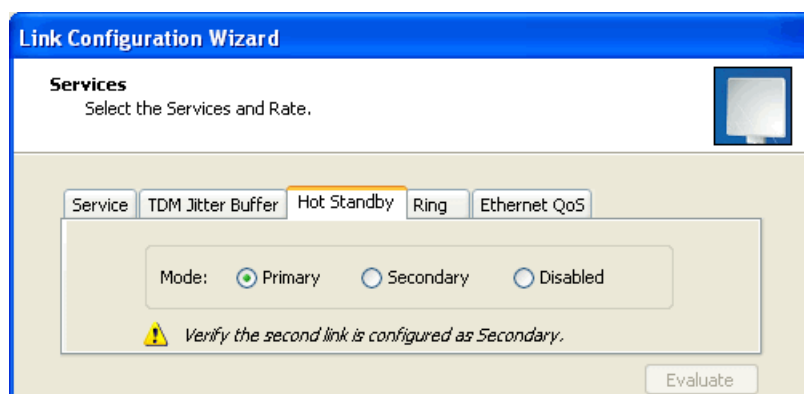 Link Configuration Wizard
Services
Select the Services and Rate.
Service TDM Jitter Buffer Hot Standby Ring Ethernet QoS
Mode: Primary Secondary Disabled
Verify the second link is configured as Secondary.
Evaluate